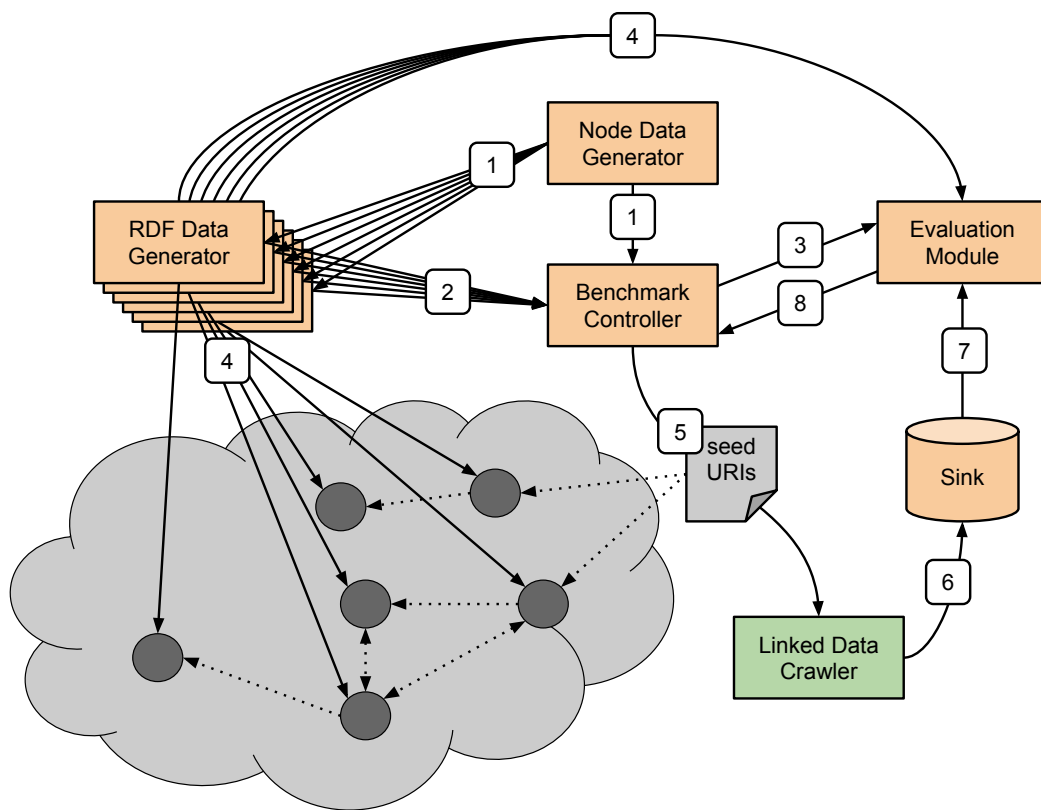 4
Node Data
Generator
1
1
RDF Data
Generator
Evaluation
Module
3
2
Benchmark
Controller
8
4
7
5
seed
URIs
Sink
6
Linked Data
Crawler